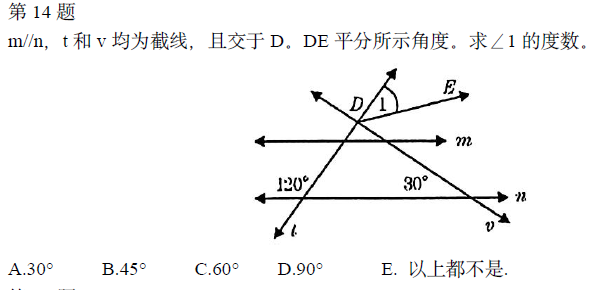 第 14 题
m//n，t 和 v 均为截线，且交于 D。DE 平分所示角度。求∠1 的度数。
E
D 1
m
120° 30°
n
t v
A.30° B.45° C.60° D.90° E. 以上都不是.